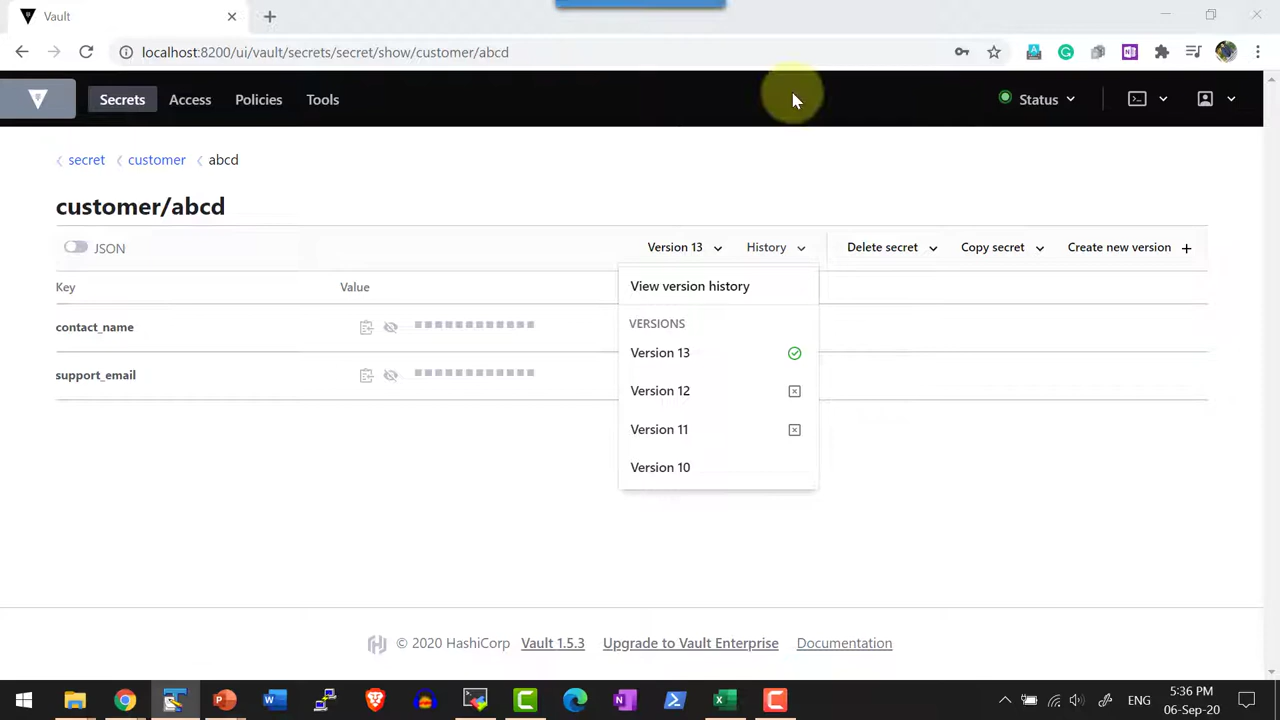 Vault
localhost:8200/ui/vault/secrets/secret/show/customer/abcd
Secrets Access Policies Tools Status
secret customer abcd
customer/abcd
JSON Version 13 History Delete secret Copy secret Create new version
Key Value View version history
VERSIONS
contact_name
Version 13
support_email
Version 12
Version 11
Version 10
© 2020 HashiCorp Vault 1.5.3 Upgrade to Vault Enterprise Documentation
ENG 5:36 PM
06-Sep-20